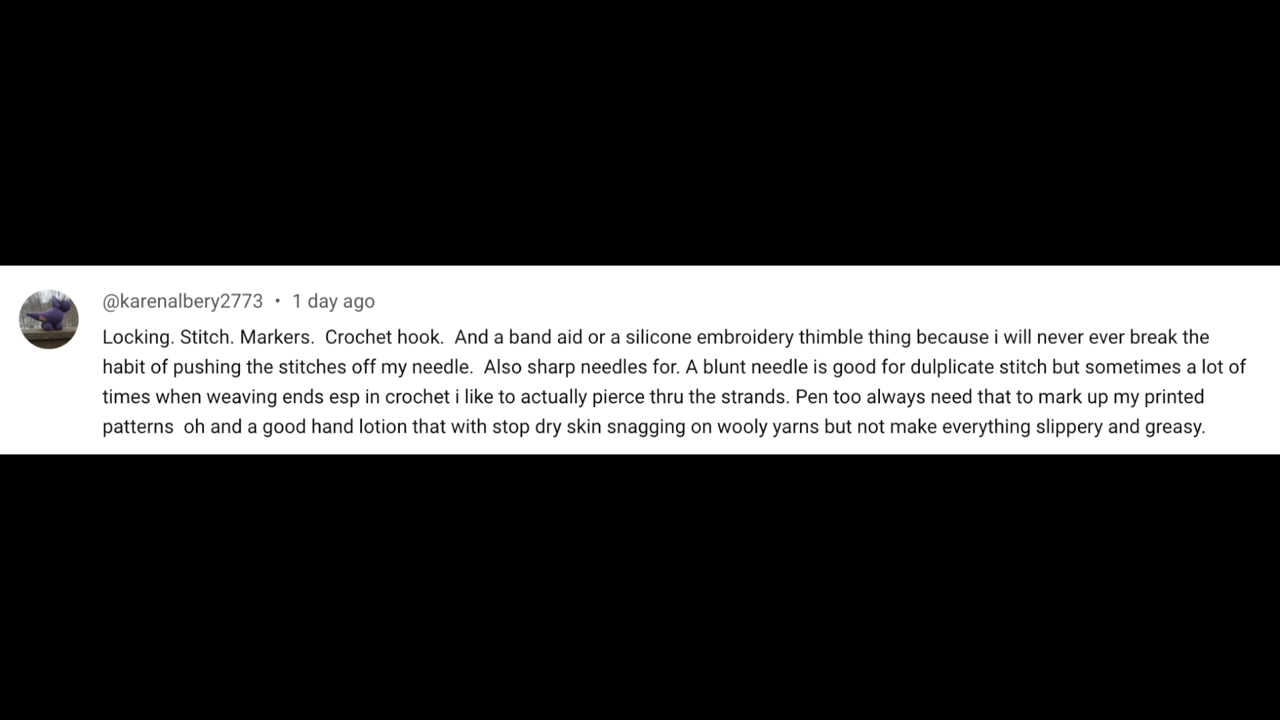 @karenalbery2773 • 1 day ago
Locking. Stitch. Markers.  Crochet hook.  And a band aid or a silicone embroidery thimble thing because i will never ever break the
habit of pushing the stitches off my needle.  Also sharp needles for. A blunt needle is good for dulplicate stitch but sometimes a lot of
times when weaving ends esp in crochet i like to actually pierce thru the strands. Pen too always need that to mark up my printed
patterns  oh and a good hand lotion that with stop dry skin snagging on wooly yarns but not make everything slippery and greasy.